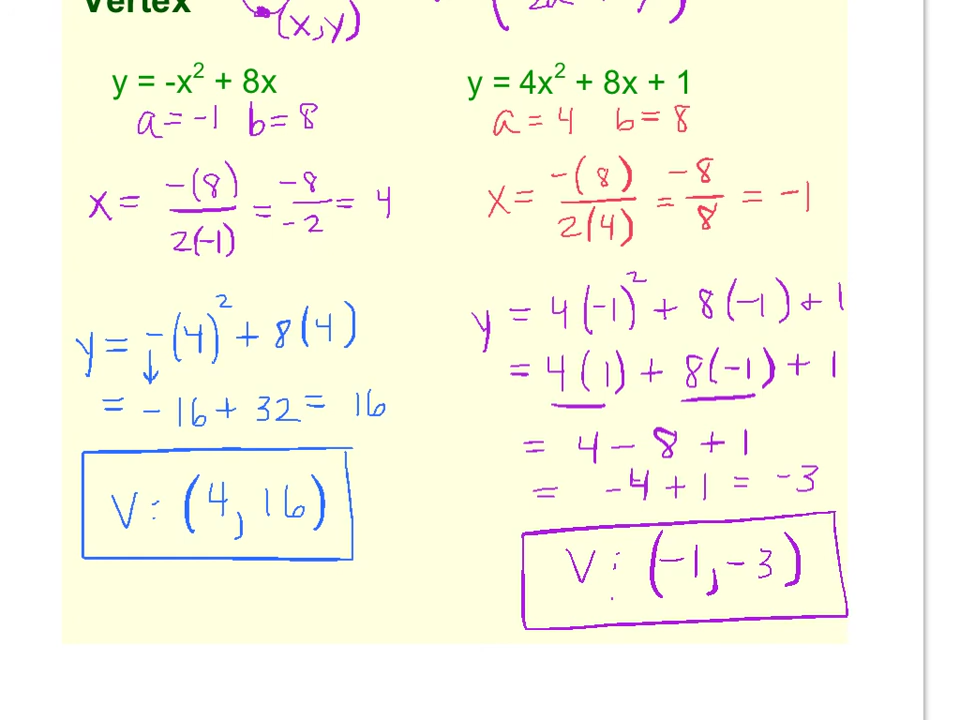 Vertex (x,y)
y = -x² + 8x
a = -1 b = 8
x = -(8)/2(-1) = -8/-2 = 4
y = -(4)² + 8(4)
= -16 + 32 = 16
V: (4, 16)
y = 4x² + 8x + 1
a = 4 b = 8
x = -(8)/2(4) = -8/8 = -1
y = 4(-1)² + 8(-1) + 1
= 4(1) + 8(-1) + 1
= 4 - 8 + 1
= -4 + 1 = -3
V: (-1, -3)